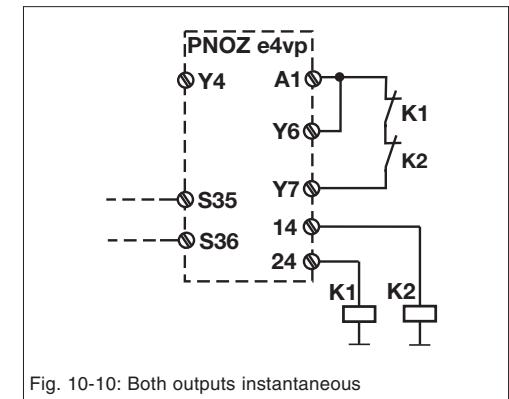 PNOZ e4vp
Y4
A1
K1
Y6
K2
Y7
S35
14
S36
24
K1
K2
Fig. 10-10: Both outputs instantaneous